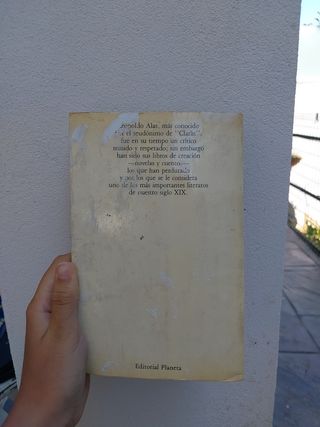 Leopoldo Alas, más conocido
por el seudónimo de "Clarín",
fue en su tiempo un crítico
temido y respetado; sin embargo
han sido sus libros de creación
—novelas y cuentos—
los que han perdurado
y por los que se le considera
uno de los más importantes literatos
de nuestro siglo XIX.
Editorial Planeta